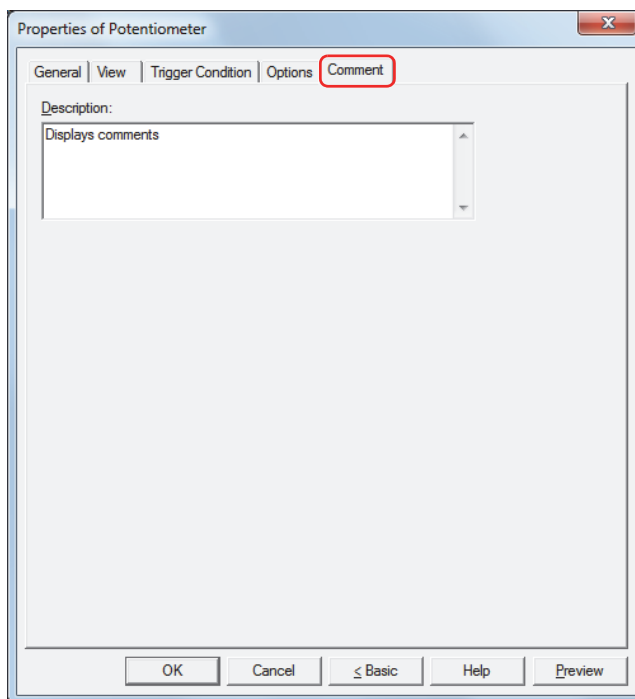 Properties of Potentiometer
General View Trigger Condition Options Comment
Description:
Displays comments
OK Cancel < Basic Help Preview